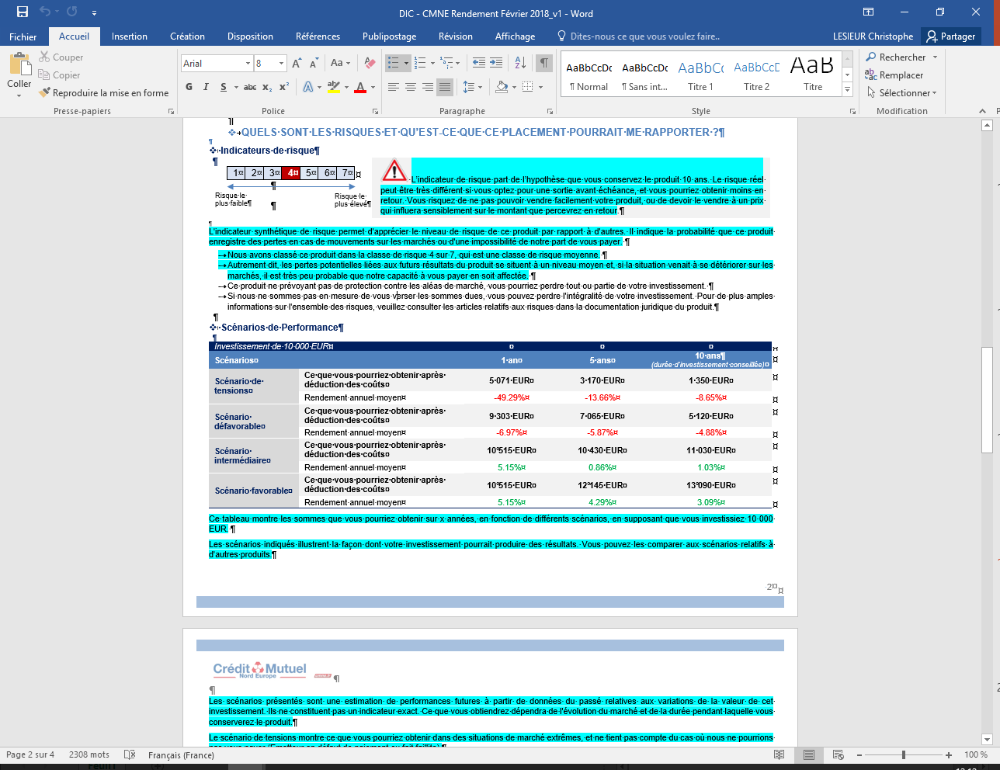 DIC - CMNE Rendement Février 2018_v1 - Word
Fichier Accueil Insertion Création Disposition Références Publipostage Révision Affichage Dites-nous ce que vous voulez faire.. LESIEUR Christophe Partager
Coller
Couper
Copier
Reproduire la mise en forme
Presse-papiers
Arial 8
Aa
G I S abc x₂ x²
Police
Paragraphe
AaBbCcDc AaBbCcDc AaBbCc AaBbCcD AaB
¶ Normal ¶ Sans int... Titre 1 Titre 2 Titre
Style
Rechercher
Remplacer
Sélectionner
Modification
¶
QUELS·SONT·LES·RISQUES·ET·QU'EST-CE·QUE·CE·PLACEMENT·POURRAIT·ME·RAPPORTER·?¶
¶
Indicateurs·de·risque¶
¶
1¤ 2¤ 3¤ 4¤ 5¤ 6¤ 7¤ ¤
¶
Risque·le·
plus·faible¶
Risque·le·
plus·élevé¶
¶
L'indicateur·de·risque·part·de·l'hypothèse·que·vous·conservez·le·produit·10·ans.·Le·risque·réel·
peut·être·très·différent·si·vous·optez·pour·une·sortie·avant·échéance,·et·vous·pourriez·obtenir·moins·en·
retour.·Vous·risquez·de·ne·pas·pouvoir·vendre·facilement·votre·produit,·ou·de·devoir·le·vendre·à·un·prix·
qui·influera·sensiblement·sur·le·montant·que·percevrez·en·retour.¶
¶
L'indicateur·synthétique·de·risque·permet·d'apprécier·le·niveau·de·risque·de·ce·produit·par·rapport·à·d'autres.·Il·indique·la·probabilité·que·ce·produit·
enregistre·des·pertes·en·cas·de·mouvements·sur·les·marchés·ou·d'une·impossibilité·de·notre·part·de·vous·payer.·¶
→Nous·avons·classé·ce·produit·dans·la·classe·de·risque·4·sur·7,·qui·est·une·classe·de·risque·moyenne.·¶
→Autrement·dit,·les·pertes·potentielles·liées·aux·futurs·résultats·du·produit·se·situent·à·un·niveau·moyen·et,·si·la·situation·venait·à·se·détériorer·sur·les·
marchés,·il·est·très·peu·probable·que·notre·capacité·à·vous·payer·en·soit·affectée.·¶
→Ce·produit·ne·prévoyant·pas·de·protection·contre·les·aléas·de·marché,·vous·pourriez·perdre·tout·ou·partie·de·votre·investissement.··¶
→Si·nous·ne·sommes·pas·en·mesure·de·vous·verser·les·sommes·dues,·vous·pouvez·perdre·l'intégralité·de·votre·investissement.·Pour·de·plus·amples·
informations·sur·l'ensemble·des·risques,·veuillez·consulter·les·articles·relatifs·aux·risques·dans·la·documentation·juridique·du·produit.¶
¶
Scénarios·de·Performance¶
¶
Investissement·de·10·000·EUR¤ ¤ ¤ ¤ ¤
Scénarios¤ 1·an¤ 5·ans¤ 10·ans¶ ¤
(durée·d'investissement·conseillée)¤
Scénario·de·tensions¤ Ce·que·vous·pourriez·obtenir·après·déduction·des·coûts¤ 5·071·EUR¤ 3·170·EUR¤ 1·350·EUR¤ ¤
Rendement·annuel·moyen¤ -49.29%¤ -13.66%¤ -8.65%¤ ¤
Scénario·défavorable¤ Ce·que·vous·pourriez·obtenir·après·déduction·des·coûts¤ 9·303·EUR¤ 7·065·EUR¤ 5·120·EUR¤ ¤
Rendement·annuel·moyen¤ -6.97%¤ -5.87%¤ -4.88%¤ ¤
Scénario·intermédiaire¤ Ce·que·vous·pourriez·obtenir·après·déduction·des·coûts¤ 10°515·EUR¤ 10·430·EUR¤ 11·030·EUR¤ ¤
Rendement·annuel·moyen¤ 5.15%¤ 0.86%¤ 1.03%¤ ¤
Scénario·favorable¤ Ce·que·vous·pourriez·obtenir·après·déduction·des·coûts¤ 10°515·EUR¤ 12°145·EUR¤ 13°090·EUR¤ ¤
Rendement·annuel·moyen¤ 5.15%¤ 4.29%¤ 3.09%¤ ¤
Ce·tableau·montre·les·sommes·que·vous·pourriez·obtenir·sur·x·années,·en·fonction·de·différents·scénarios,·en·supposant·que·vous·investissiez·10·000·
EUR.·¶
Les·scénarios·indiqués·illustrent·la·façon·dont·votre·investissement·pourrait·produire·des·résultats.·Vous·pouvez·les·comparer·aux·scénarios·relatifs·à·
d'autres·produits.¶
·2¤¤
Crédit Mutuel
Nord Europe
¶
¶
Les·scénarios·présentés·sont·une·estimation·de·performances·futures·à·partir·de·données·du·passé·relatives·aux·variations·de·la·valeur·de·cet·
investissement.·Ils·ne·constituent·pas·un·indicateur·exact.·Ce·que·vous·obtiendrez·dépendra·de·l'évolution·du·marché·et·de·la·durée·pendant·laquelle·vous·
conserverez·le·produit.¶
Le·scénario·de·tensions·montre·ce·que·vous·pourriez·obtenir·dans·des·situations·de·marché·extrêmes,·et·ne·tient·pas·compte·du·cas·où·nous·ne·pourrions·
Page 2 sur 4 2308 mots Français (France) 100 %